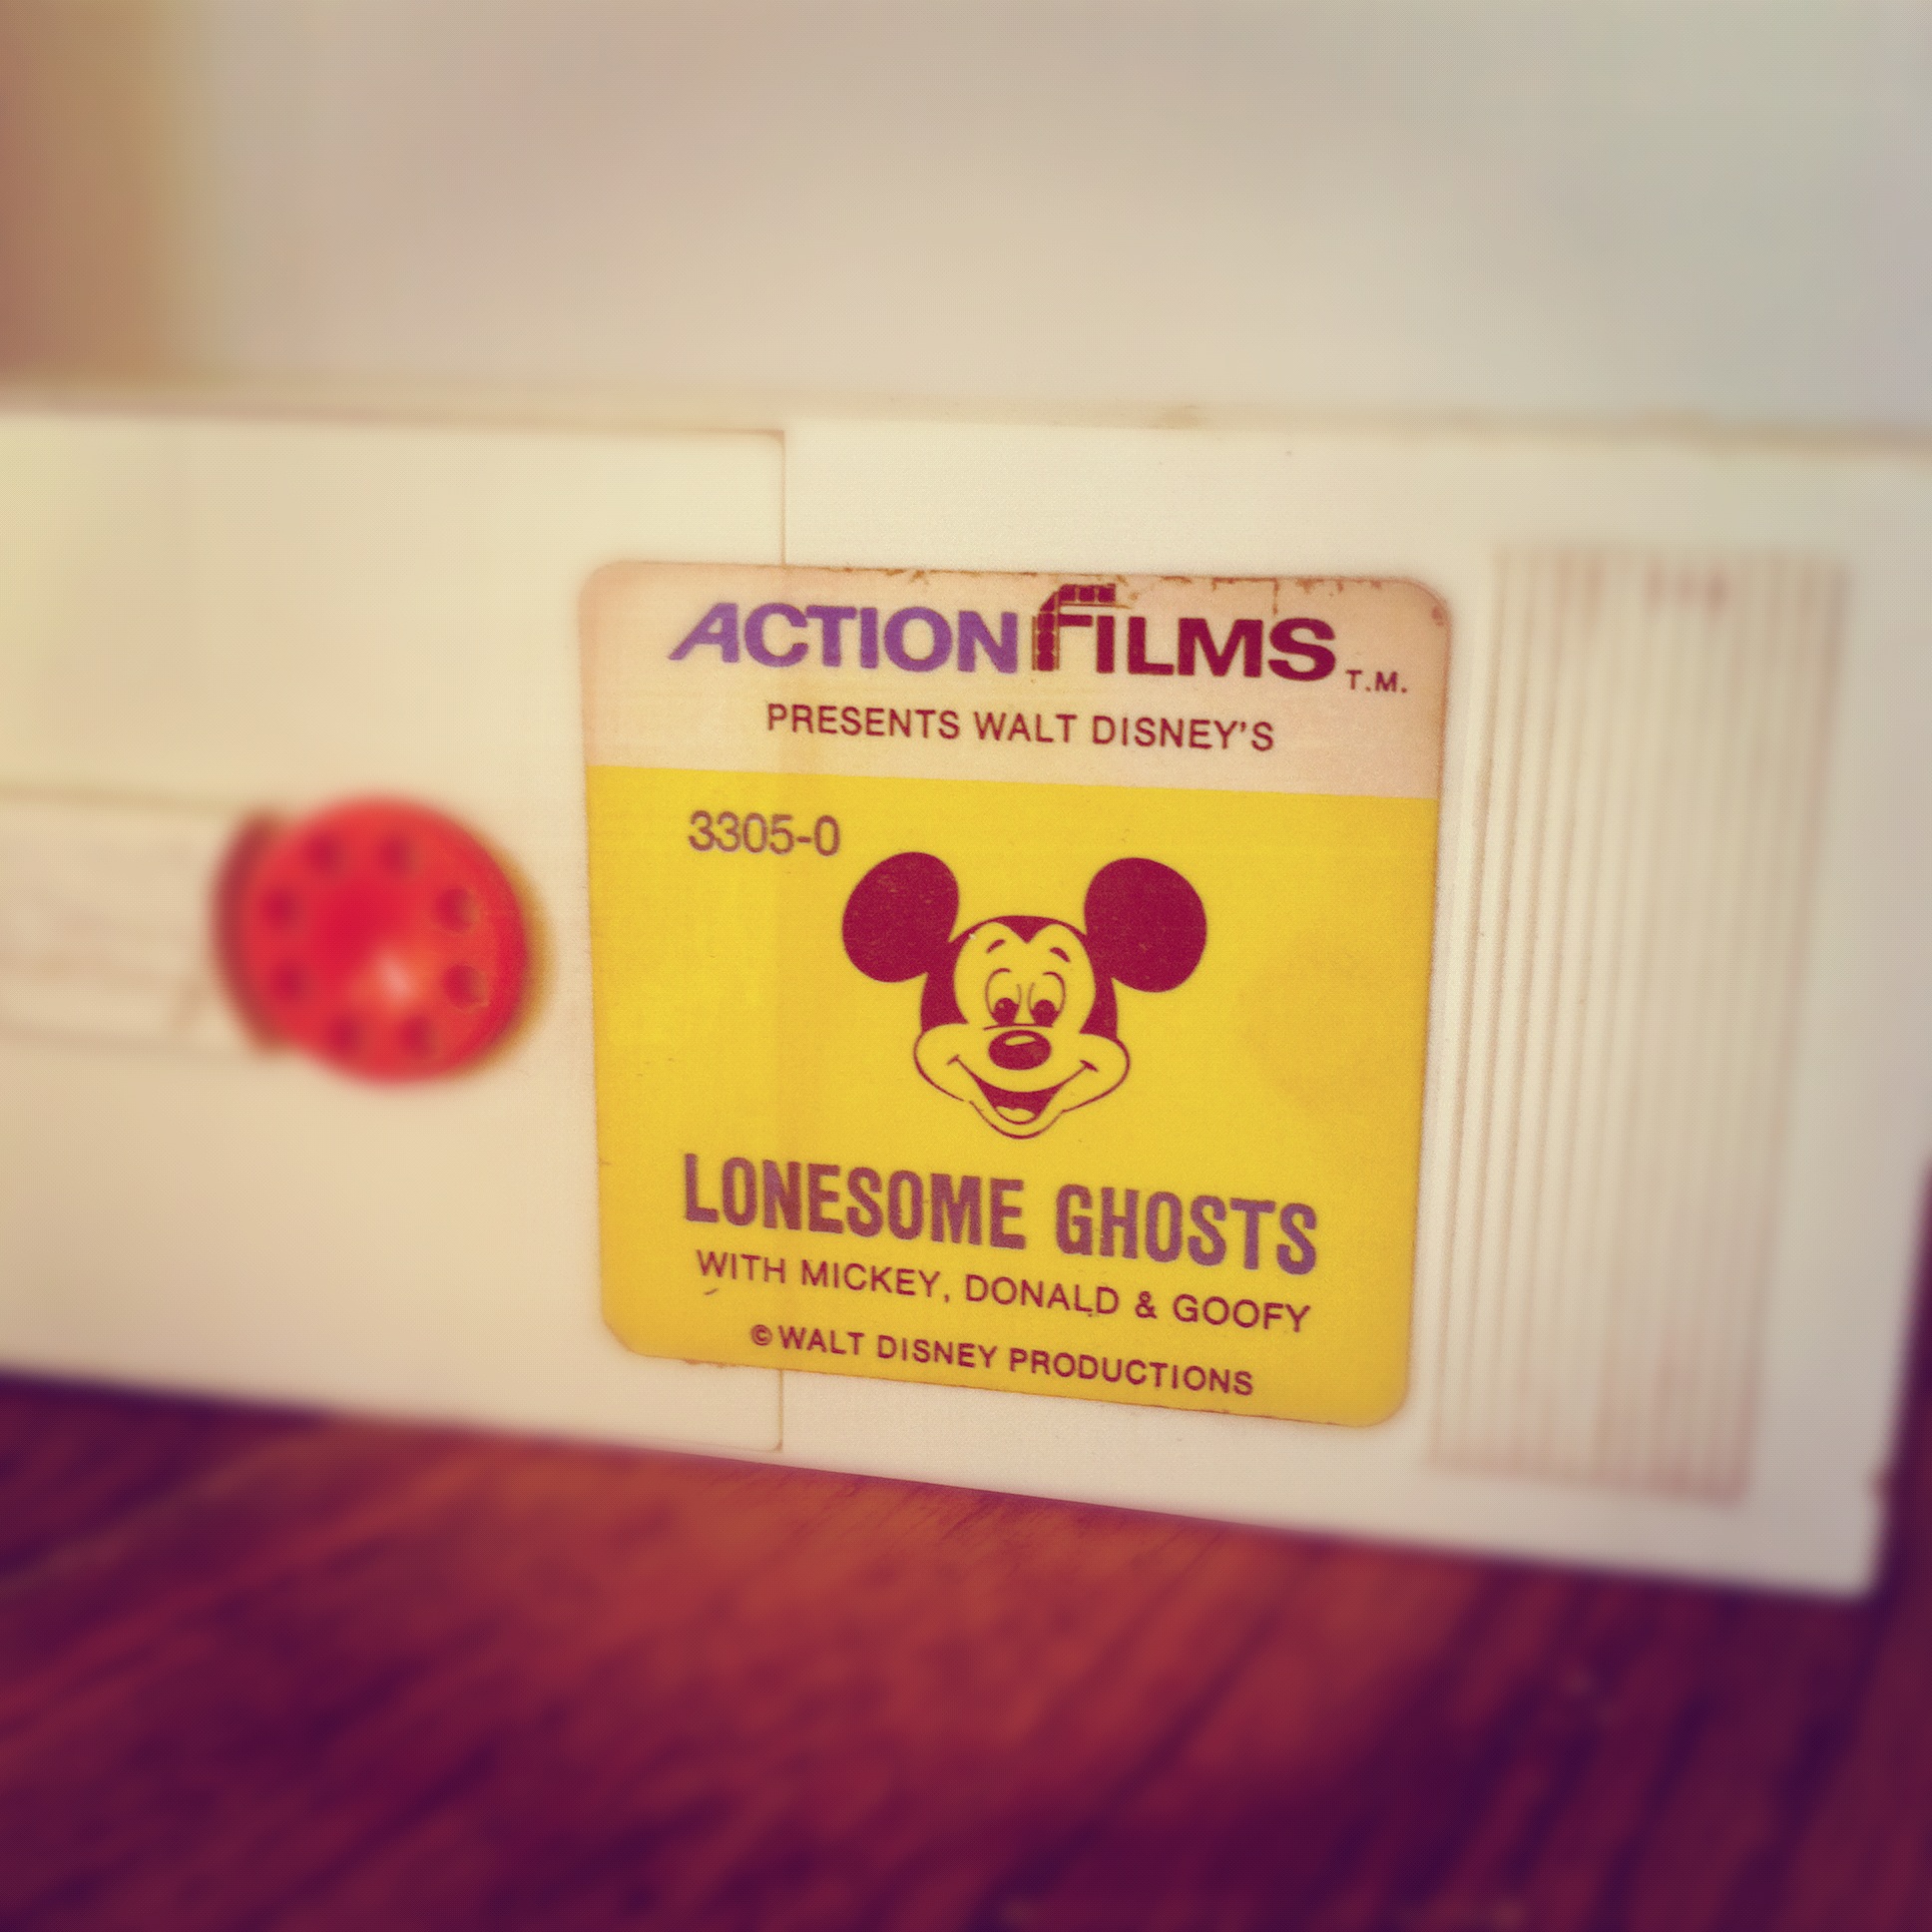 ACTION FILMS T.M.
PRESENTS WALT DISNEY'S
3305-0
LONESOME GHOSTS
WITH MICKEY, DONALD & GOOFY
© WALT DISNEY PRODUCTIONS